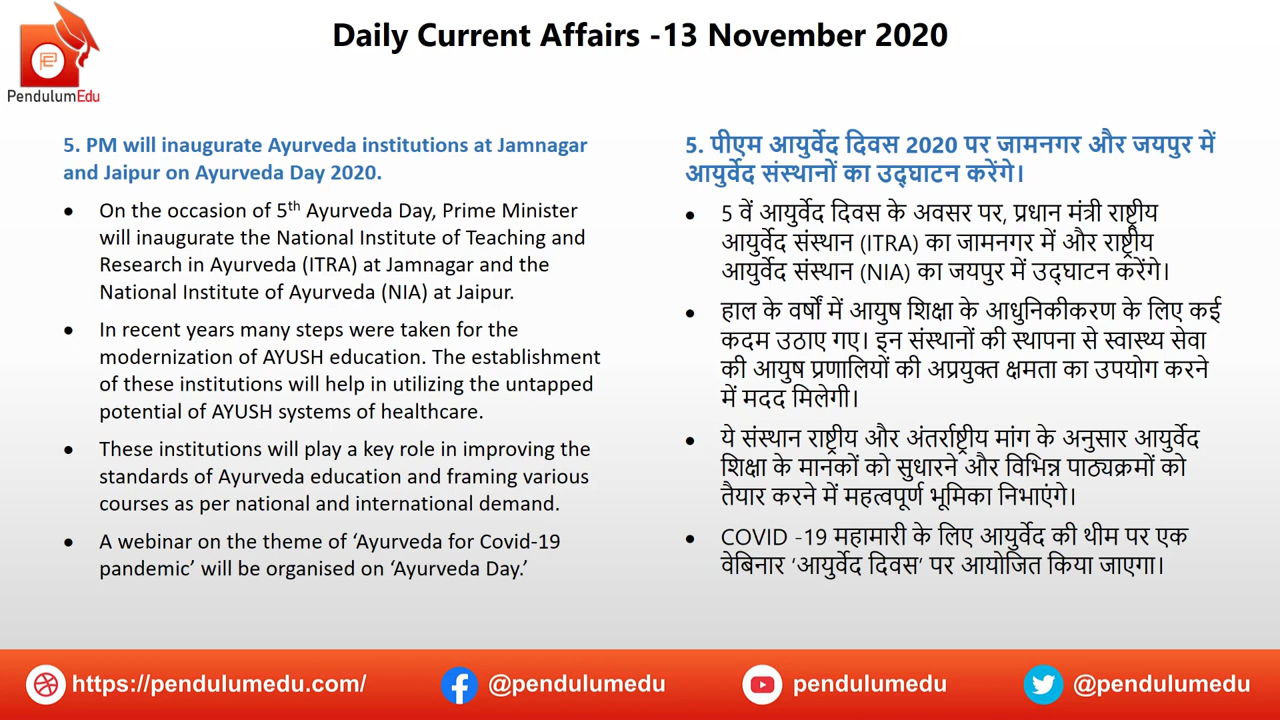 Daily Current Affairs -13 November 2020
PendulumEdu
5. PM will inaugurate Ayurveda institutions at Jamnagar
and Jaipur on Ayurveda Day 2020.
• On the occasion of 5th Ayurveda Day, Prime Minister
will inaugurate the National Institute of Teaching and
Research in Ayurveda (ITRA) at Jamnagar and the
National Institute of Ayurveda (NIA) at Jaipur.
• In recent years many steps were taken for the
modernization of AYUSH education. The establishment
of these institutions will help in utilizing the untapped
potential of AYUSH systems of healthcare.
• These institutions will play a key role in improving the
standards of Ayurveda education and framing various
courses as per national and international demand.
• A webinar on the theme of ‘Ayurveda for Covid-19
pandemic’ will be organised on ‘Ayurveda Day.’
5. पीएम आयुर्वेद दिवस 2020 पर जामनगर और जयपुर में
आयुर्वेद संस्थानों का उद्घाटन करेंगे।
• 5 वें आयुर्वेद दिवस के अवसर पर, प्रधान मंत्री राष्ट्रीय
आयुर्वेद संस्थान (ITRA) का जामनगर में और राष्ट्रीय
आयुर्वेद संस्थान (NIA) का जयपुर में उद्घाटन करेंगे।
• हाल के वर्षों में आयुष शिक्षा के आधुनिकीकरण के लिए कई
कदम उठाए गए। इन संस्थानों की स्थापना से स्वास्थ्य सेवा
की आयुष प्रणालियों की अप्रयुक्त क्षमता का उपयोग करने
में मदद मिलेगी।
• ये संस्थान राष्ट्रीय और अंतर्राष्ट्रीय मांग के अनुसार आयुर्वेद
शिक्षा के मानकों को सुधारने और विभिन्न पाठ्यक्रमों को
तैयार करने में महत्वपूर्ण भूमिका निभाएंगे।
• COVID -19 महामारी के लिए आयुर्वेद की थीम पर एक
वेबिनार ‘आयुर्वेद दिवस’ पर आयोजित किया जाएगा।
https://pendulumedu.com/
@pendulumedu
pendulumedu
@pendulumedu